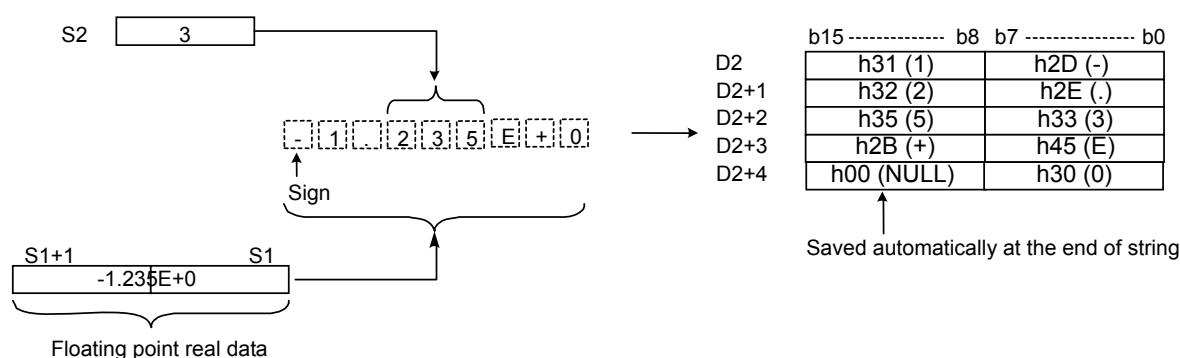 S2 3
- 1 . 2 3 5 E + 0
Sign
S1+1 S1
-1.235E+0
Floating point real data
b15 -------------- b8 b7 ---------------- b0
D2 h31 (1) h2D (-)
D2+1 h32 (2) h2E (.)
D2+2 h35 (5) h33 (3)
D2+3 h2B (+) h45 (E)
D2+4 h00 (NULL) h30 (0)
Saved automatically at the end of string